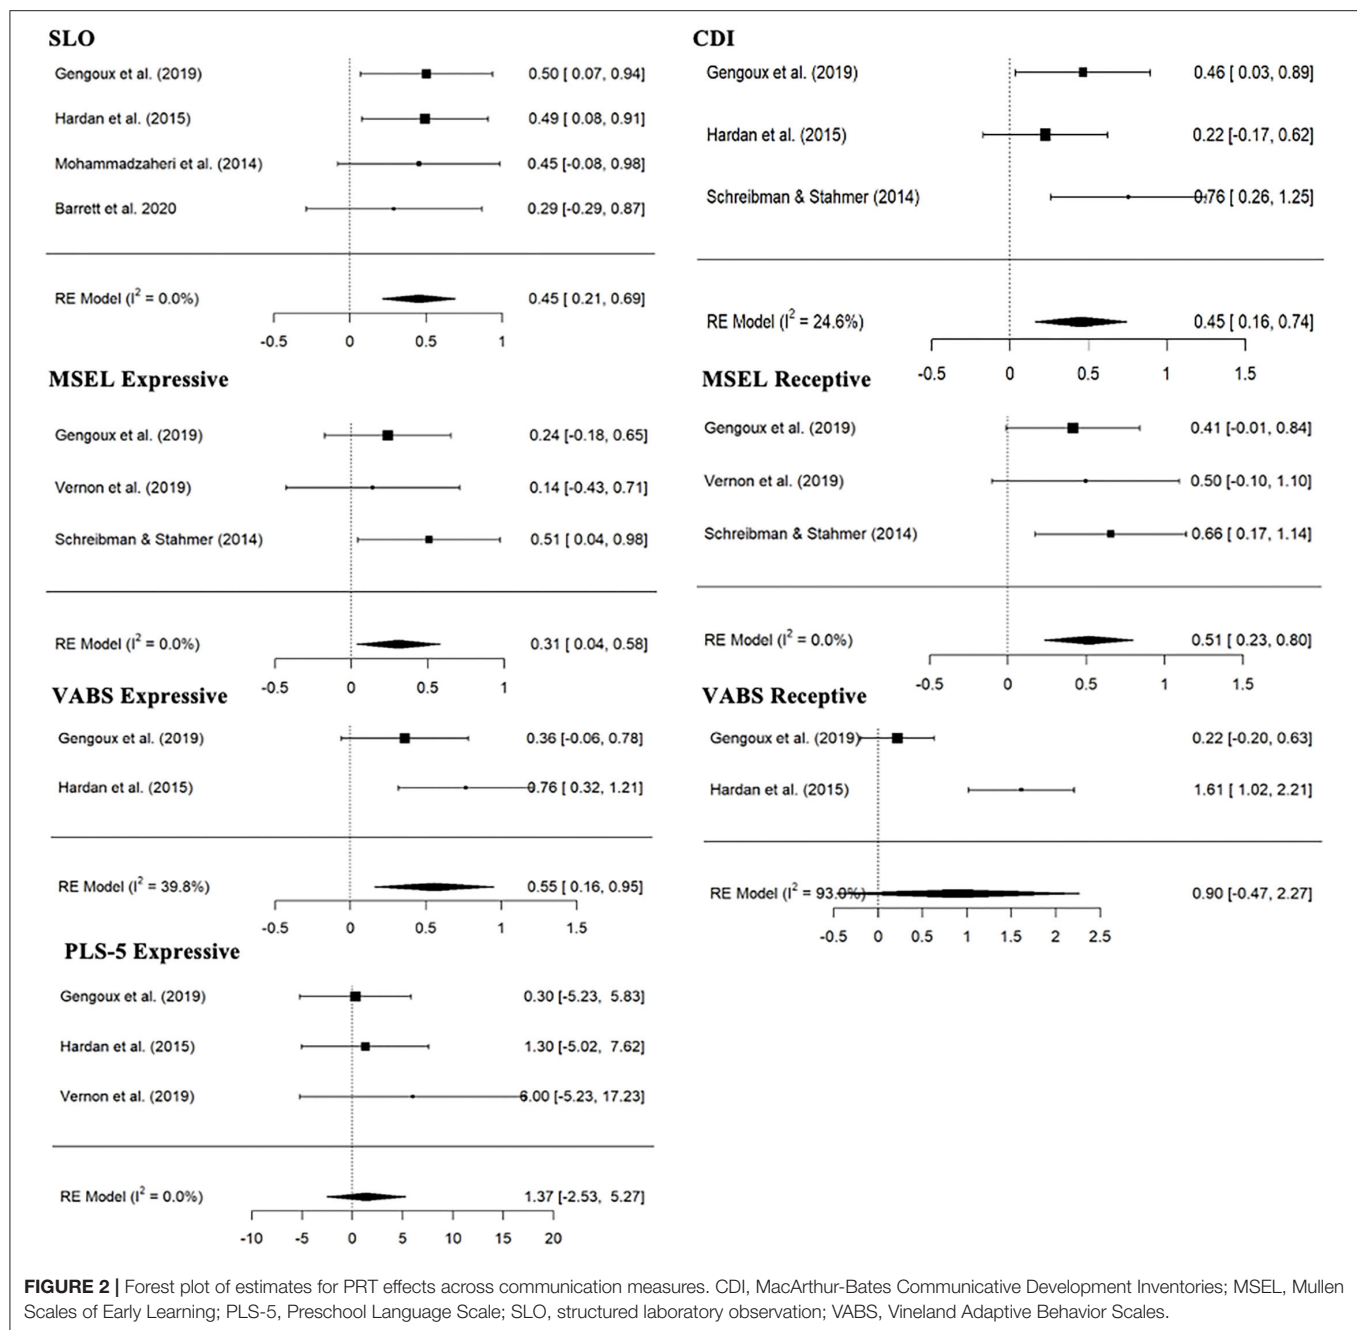 SLO
Gengoux et al. (2019) 0.50 [ 0.07, 0.94]
Hardan et al. (2015) 0.49 [ 0.08, 0.91]
Mohammadzaheri et al. (2014) 0.45 [-0.08, 0.98]
Barrett et al. 2020 0.29 [-0.29, 0.87]
RE Model (I² = 0.0%) 0.45 [ 0.21, 0.69]
-0.5 0 0.5 1
CDI
Gengoux et al. (2019) 0.46 [ 0.03, 0.89]
Hardan et al. (2015) 0.22 [-0.17, 0.62]
Schreibman & Stahmer (2014) 0.76 [ 0.26, 1.25]
RE Model (I² = 24.6%) 0.45 [ 0.16, 0.74]
-0.5 0 0.5 1 1.5
MSEL Expressive
Gengoux et al. (2019) 0.24 [-0.18, 0.65]
Vernon et al. (2019) 0.14 [-0.43, 0.71]
Schreibman & Stahmer (2014) 0.51 [ 0.04, 0.98]
RE Model (I² = 0.0%) 0.31 [ 0.04, 0.58]
-0.5 0 0.5 1
MSEL Receptive
Gengoux et al. (2019) 0.41 [-0.01, 0.84]
Vernon et al. (2019) 0.50 [-0.10, 1.10]
Schreibman & Stahmer (2014) 0.66 [ 0.17, 1.14]
RE Model (I² = 0.0%) 0.51 [ 0.23, 0.80]
-0.5 0 0.5 1 1.5
VABS Expressive
Gengoux et al. (2019) 0.36 [-0.06, 0.78]
Hardan et al. (2015) 0.76 [ 0.32, 1.21]
RE Model (I² = 39.8%) 0.55 [ 0.16, 0.95]
-0.5 0 0.5 1 1.5
VABS Receptive
Gengoux et al. (2019) 0.22 [-0.20, 0.63]
Hardan et al. (2015) 1.61 [ 1.02, 2.21]
RE Model (I² = 93.0%) 0.90 [-0.47, 2.27]
-0.5 0 0.5 1 1.5 2 2.5
PLS-5 Expressive
Gengoux et al. (2019) 0.30 [-5.23, 5.83]
Hardan et al. (2015) 1.30 [-5.02, 7.62]
Vernon et al. (2019) 6.00 [-5.23, 17.23]
RE Model (I² = 0.0%) 1.37 [-2.53, 5.27]
-10 -5 0 5 10 15 20
FIGURE 2 | Forest plot of estimates for PRT effects across communication measures. CDI, MacArthur-Bates Communicative Development Inventories; MSEL, Mullen
Scales of Early Learning; PLS-5, Preschool Language Scale; SLO, structured laboratory observation; VABS, Vineland Adaptive Behavior Scales.